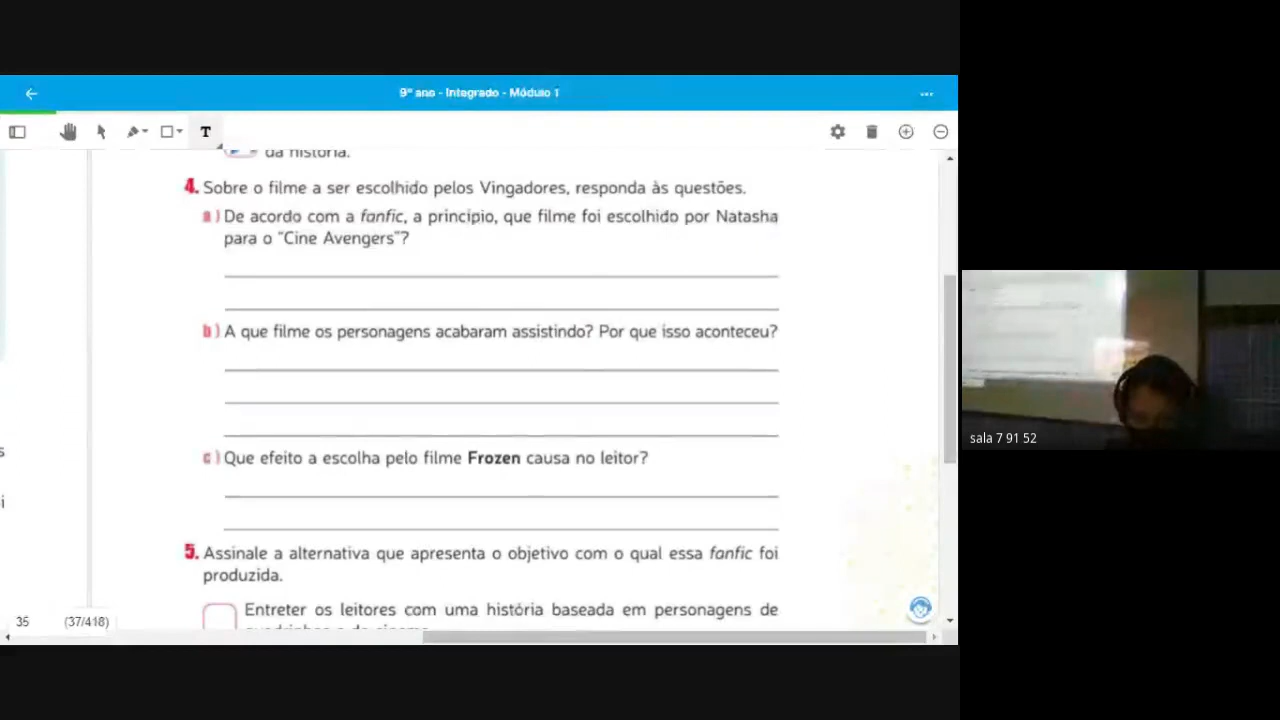 9º ano - Integrado - Módulo 1
T
da história.
4. Sobre o filme a ser escolhido pelos Vingadores, responda às questões.
a) De acordo com a fanfic, a princípio, que filme foi escolhido por Natasha
para o "Cine Avengers"?
b) A que filme os personagens acabaram assistindo? Por que isso aconteceu?
c) Que efeito a escolha pelo filme Frozen causa no leitor?
5. Assinale a alternativa que apresenta o objetivo com o qual essa fanfic foi
produzida.
Entreter os leitores com uma história baseada em personagens de
s
i
35 (37/418)
sala 7 91 52